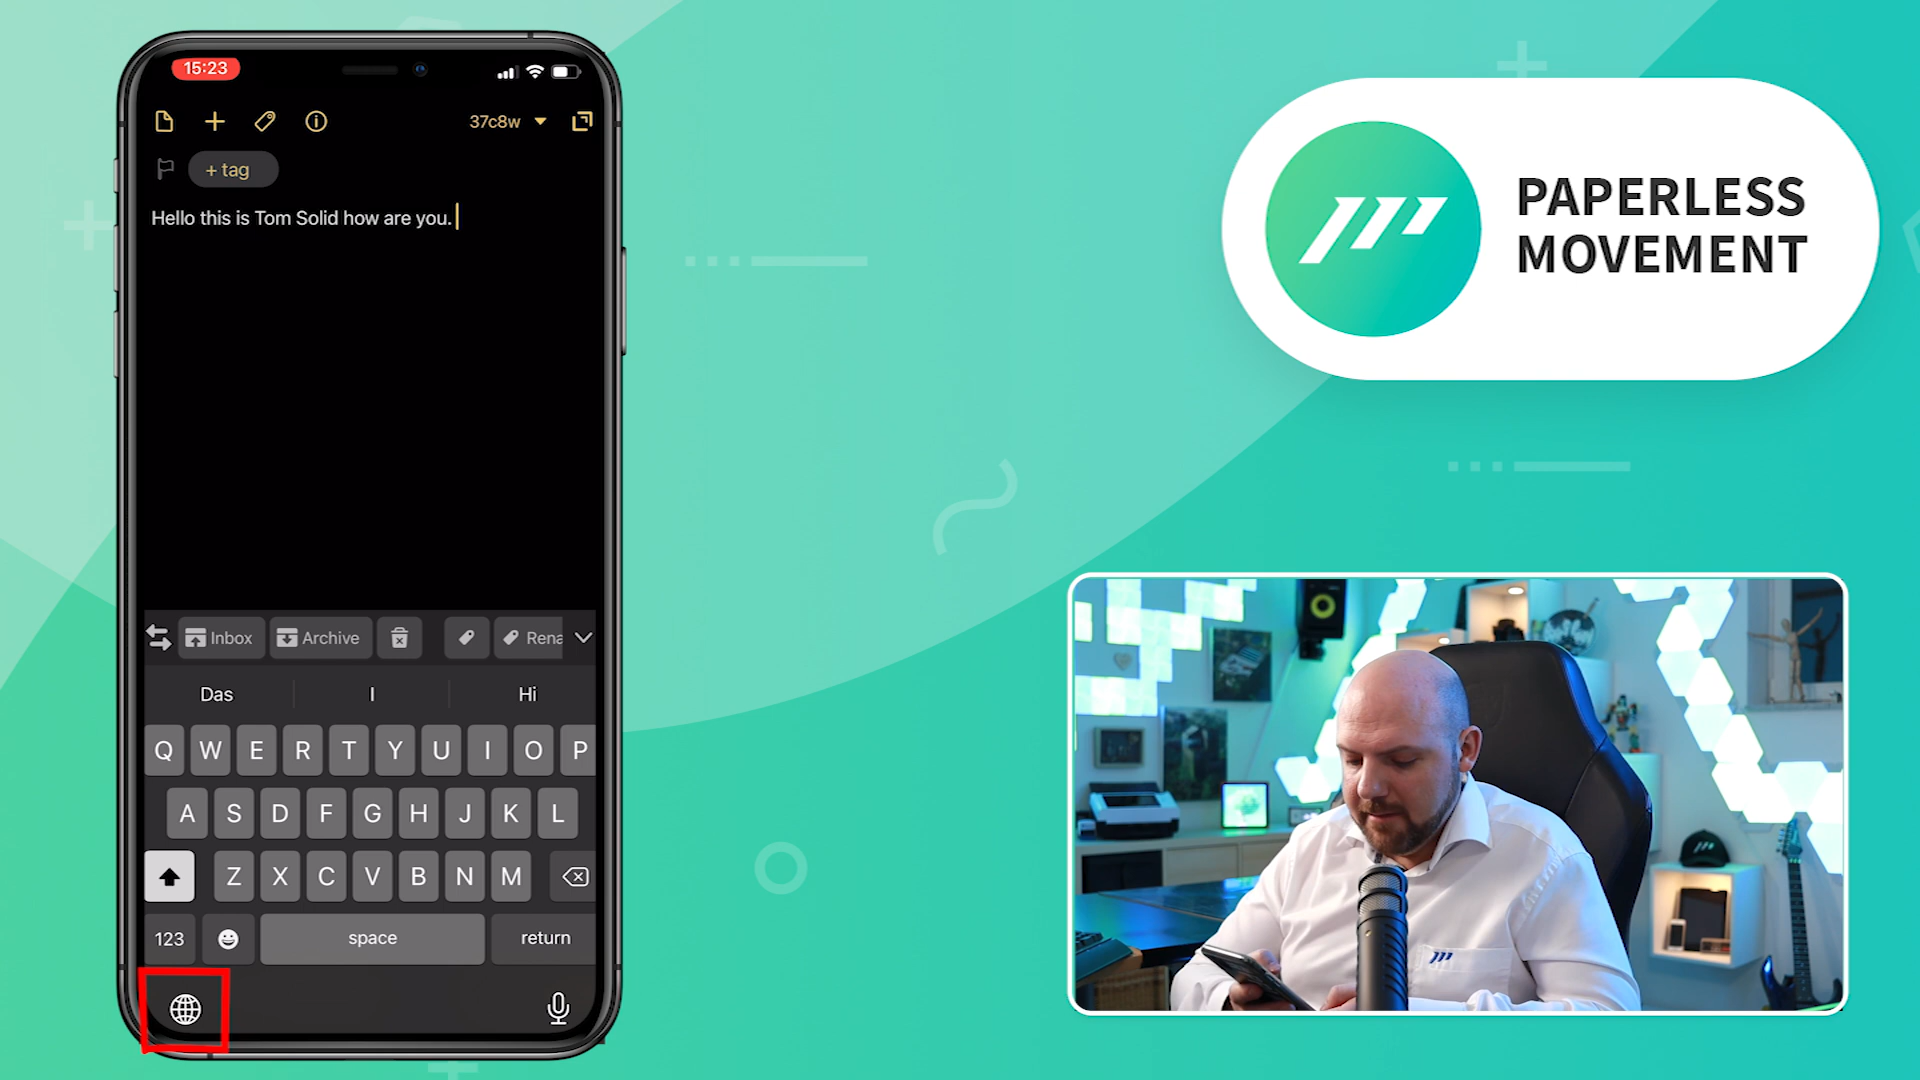 15:23
37c8w
+ tag
Hello this is Tom Solid how are you.
Inbox Archive Rena
Das I Hi
Q W E R T Y U I O P
A S D F G H J K L
Z X C V B N M
123 space return
PAPERLESS
MOVEMENT